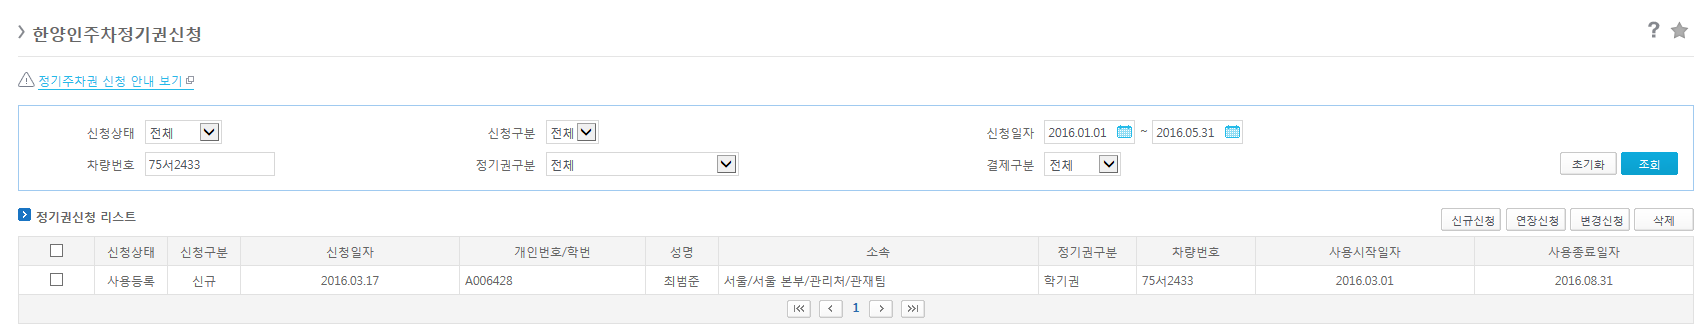 한양인주차정기권신청
?
정기주차권 신청 안내 보기
신청상태 전체 신청구분 전체 신청일자 2016.01.01 ~ 2016.05.31
차량번호 75서2433 정기권구분 전체 결제구분 전체 초기화 조회
정기권신청 리스트 신규신청 연장신청 변경신청 삭제
신청상태 신청구분 신청일자 개인번호/학번 성명 소속 정기권구분 차량번호 사용시작일자 사용종료일자
사용등록 신규 2016.03.17 A006428 최범준 서울/서울 본부/관리처/관재팀 학기권 75서2433 2016.03.01 2016.08.31
1